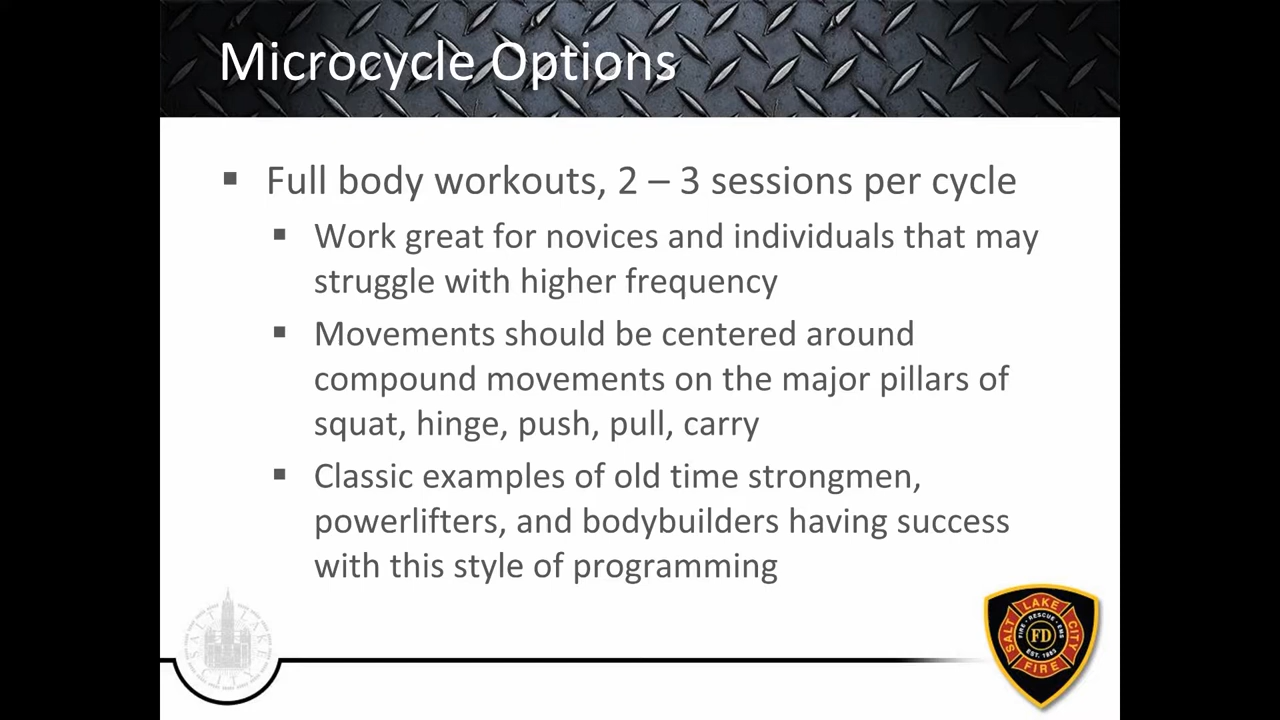 Microcycle Options
▪ Full body workouts, 2 – 3 sessions per cycle
▪ Work great for novices and individuals that may
struggle with higher frequency
▪ Movements should be centered around
compound movements on the major pillars of
squat, hinge, push, pull, carry
▪ Classic examples of old time strongmen,
powerlifters, and bodybuilders having success
with this style of programming
SALT LAKE CITY
SALT LAKE CITY
FIRE • RESCUE • EMS
FD
EST. 1883
FIRE